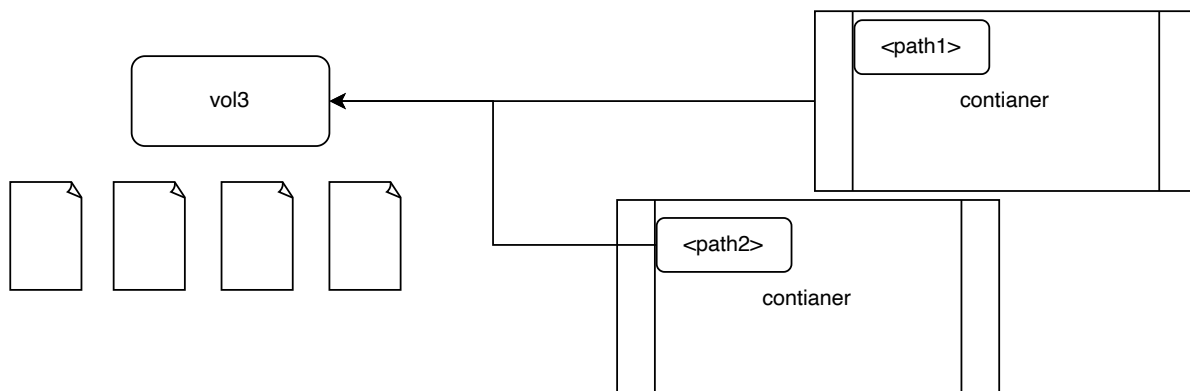 <path1>
vol3
contianer
<path2>
contianer